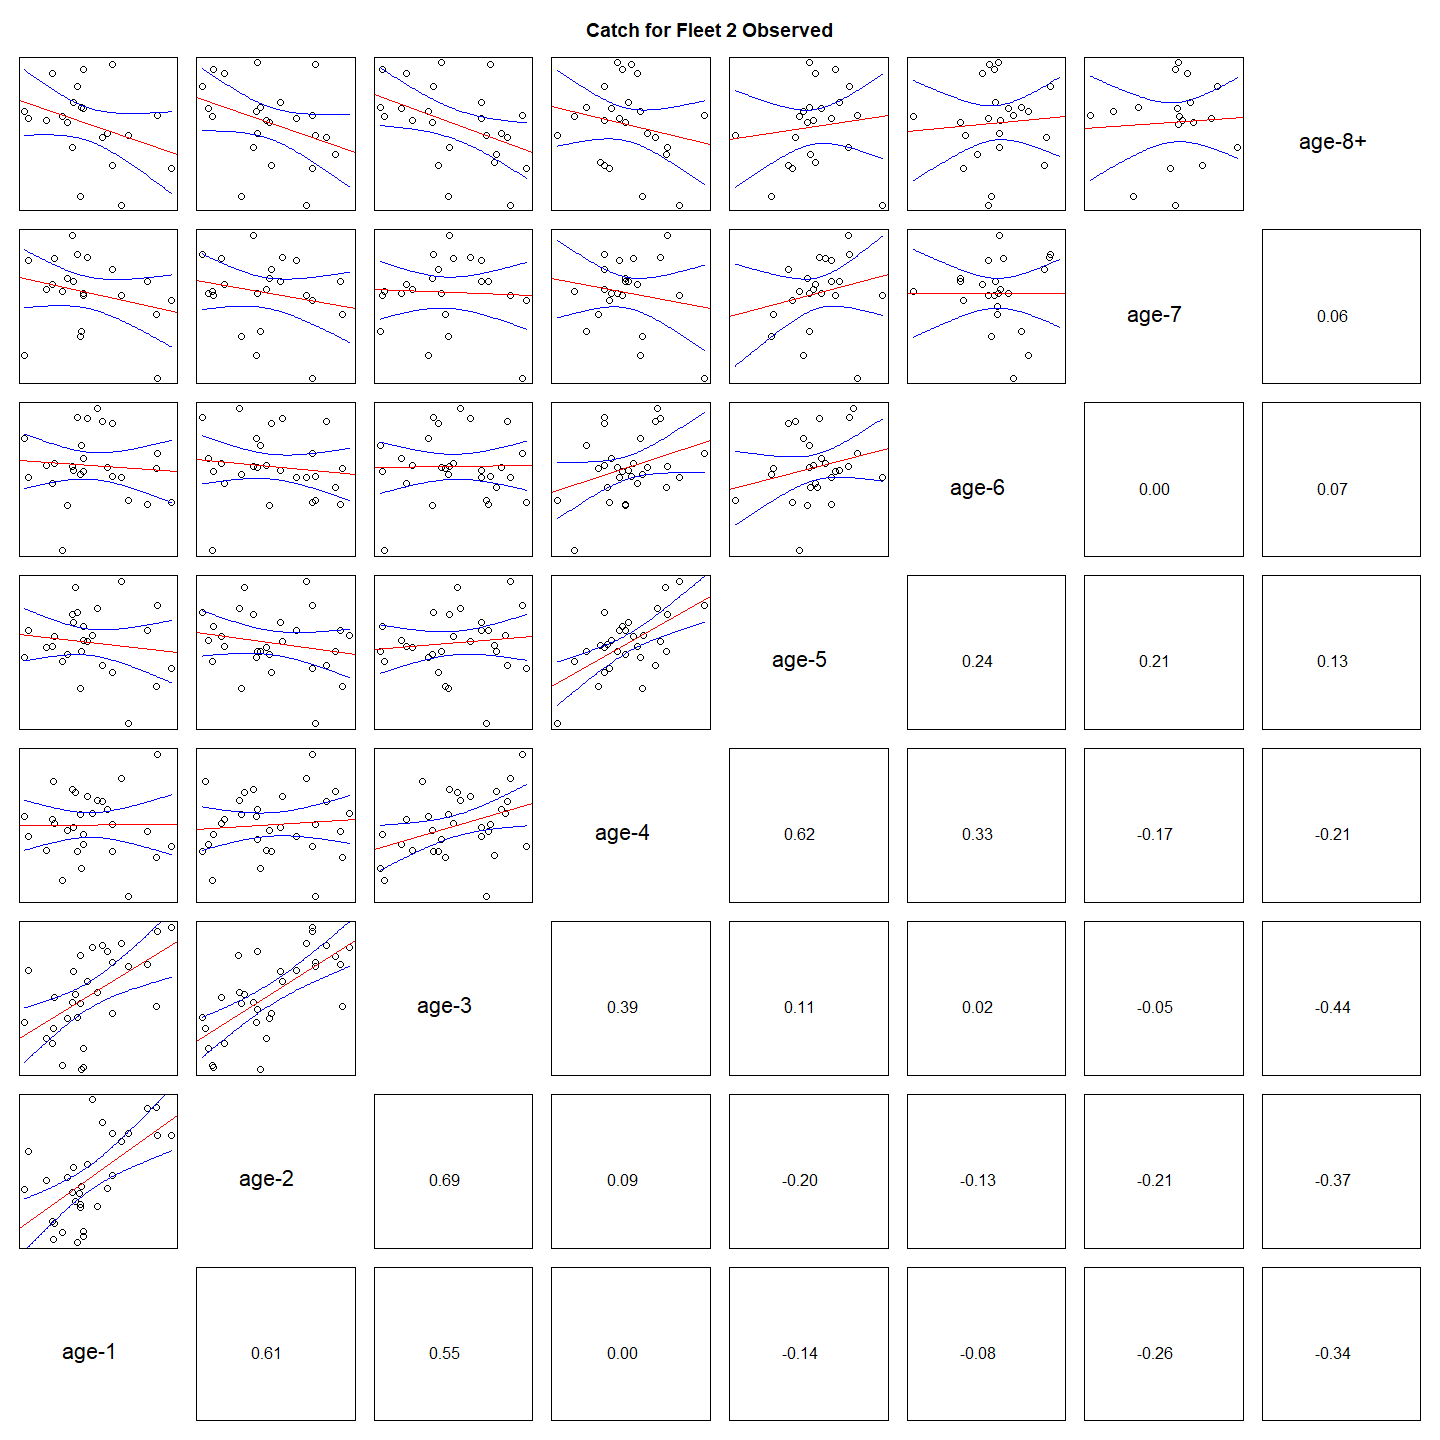 Catch for Fleet 2 Observed
age-8+
age-7 0.06
age-6 0.00 0.07
age-5 0.24 0.21 0.13
age-4 0.62 0.33 -0.17 -0.21
age-3 0.39 0.11 0.02 -0.05 -0.44
age-2 0.69 0.09 -0.20 -0.13 -0.21 -0.37
age-1 0.61 0.55 0.00 -0.14 -0.08 -0.26 -0.34